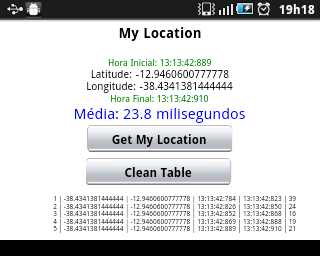 19h18
My Location
Hora Inicial: 13:13:42:889
Latitude: -12.9460600777778
Longitude: -38.4341381444444
Hora Final: 13:13:42:910
Média: 23.8 milisegundos
Get My Location
Clean Table
1 | -38.4341381444444 | -12.9460600777778 | 13:13:42:784 | 13:13:42:823 | 39
2 | -38.4341381444444 | -12.9460600777778 | 13:13:42:826 | 13:13:42:850 | 24
3 | -38.4341381444444 | -12.9460600777778 | 13:13:42:852 | 13:13:42:868 | 16
4 | -38.4341381444444 | -12.9460600777778 | 13:13:42:869 | 13:13:42:888 | 19
5 | -38.4341381444444 | -12.9460600777778 | 13:13:42:889 | 13:13:42:910 | 21